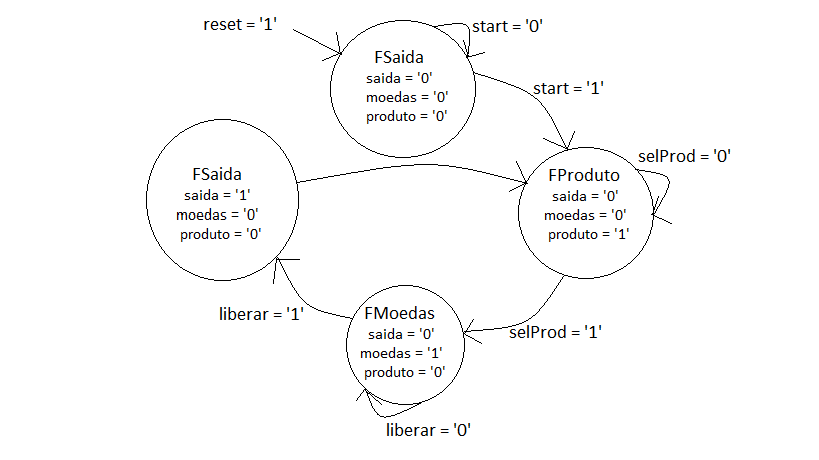 reset = '1'
start = '0'
FSaida
saida = '0'
moedas = '0'
produto = '0'
start = '1'
selProd = '0'
FProduto
saida = '0'
moedas = '0'
produto = '1'
FSaida
saida = '1'
moedas = '0'
produto = '0'
liberar = '1'
FMoedas
saida = '0'
moedas = '1'
produto = '0'
selProd = '1'
liberar = '0'